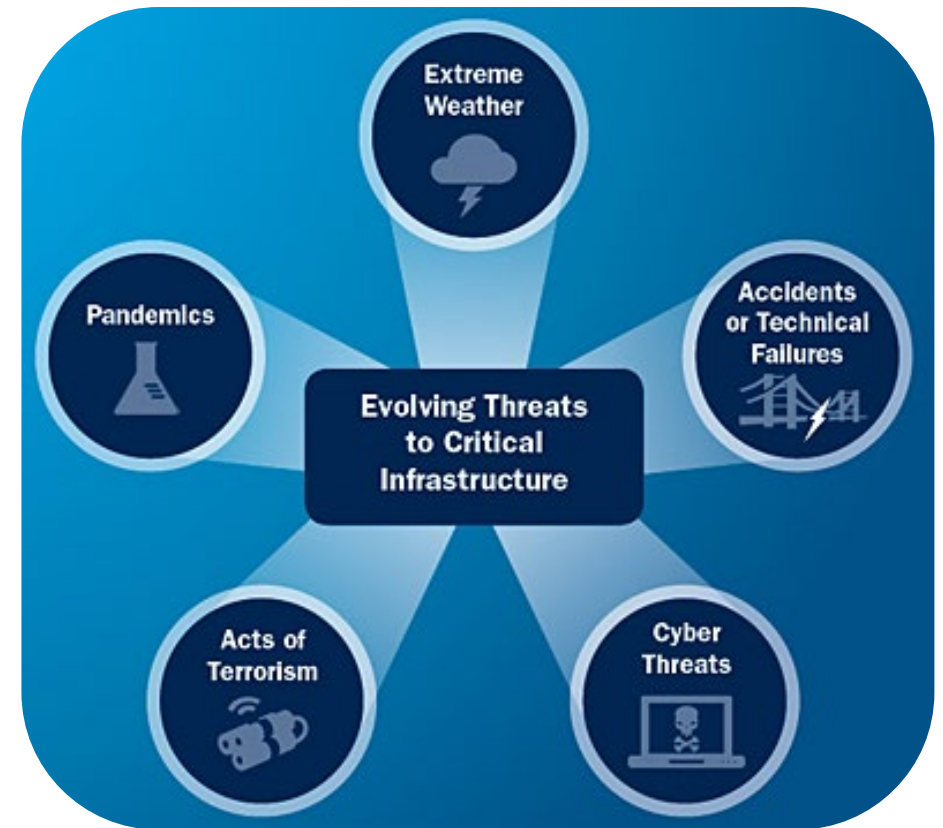 Extreme
Weather
Pandemics
Accidents
or Technical
Failures
Evolving Threats
to Critical
Infrastructure
Acts of
Terrorism
Cyber
Threats